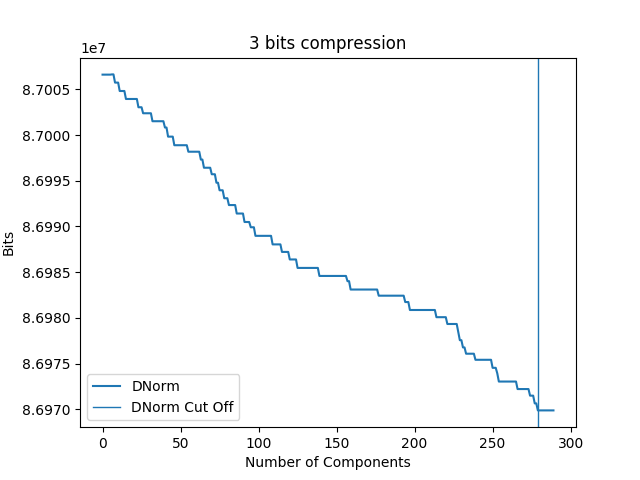 3 bits compression
1e7
8.7005
8.7000
8.6995
8.6990
8.6985
8.6980
8.6975
8.6970
Bits
DNorm
DNorm Cut Off
0 50 100 150 200 250 300
Number of Components